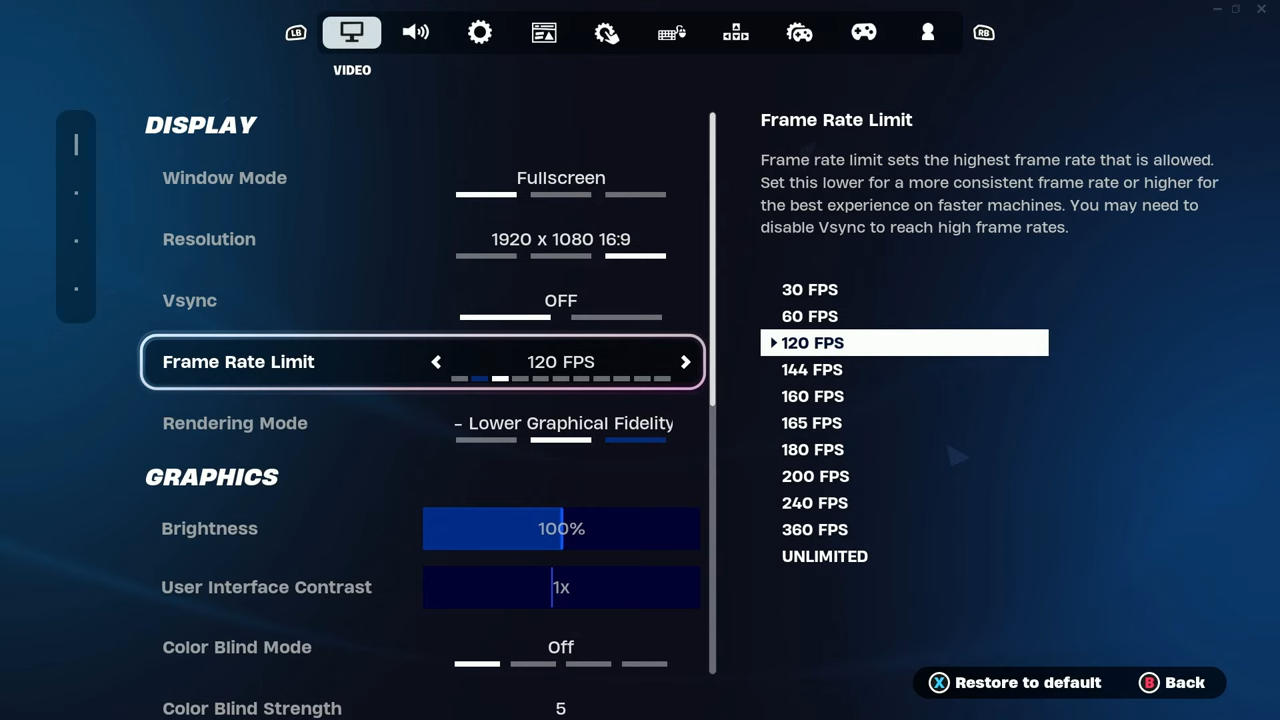 LB
RB
VIDEO
DISPLAY
Window Mode
Fullscreen
Resolution
1920 x 1080 16:9
Vsync
OFF
Frame Rate Limit
120 FPS
Rendering Mode
- Lower Graphical Fidelity
GRAPHICS
Brightness
100%
User Interface Contrast
1x
Color Blind Mode
Off
Color Blind Strength
5
Frame Rate Limit
Frame rate limit sets the highest frame rate that is allowed.
Set this lower for a more consistent frame rate or higher for
the best experience on faster machines. You may need to
disable Vsync to reach high frame rates.
30 FPS
60 FPS
120 FPS
144 FPS
160 FPS
165 FPS
180 FPS
200 FPS
240 FPS
360 FPS
UNLIMITED
X Restore to default
B Back